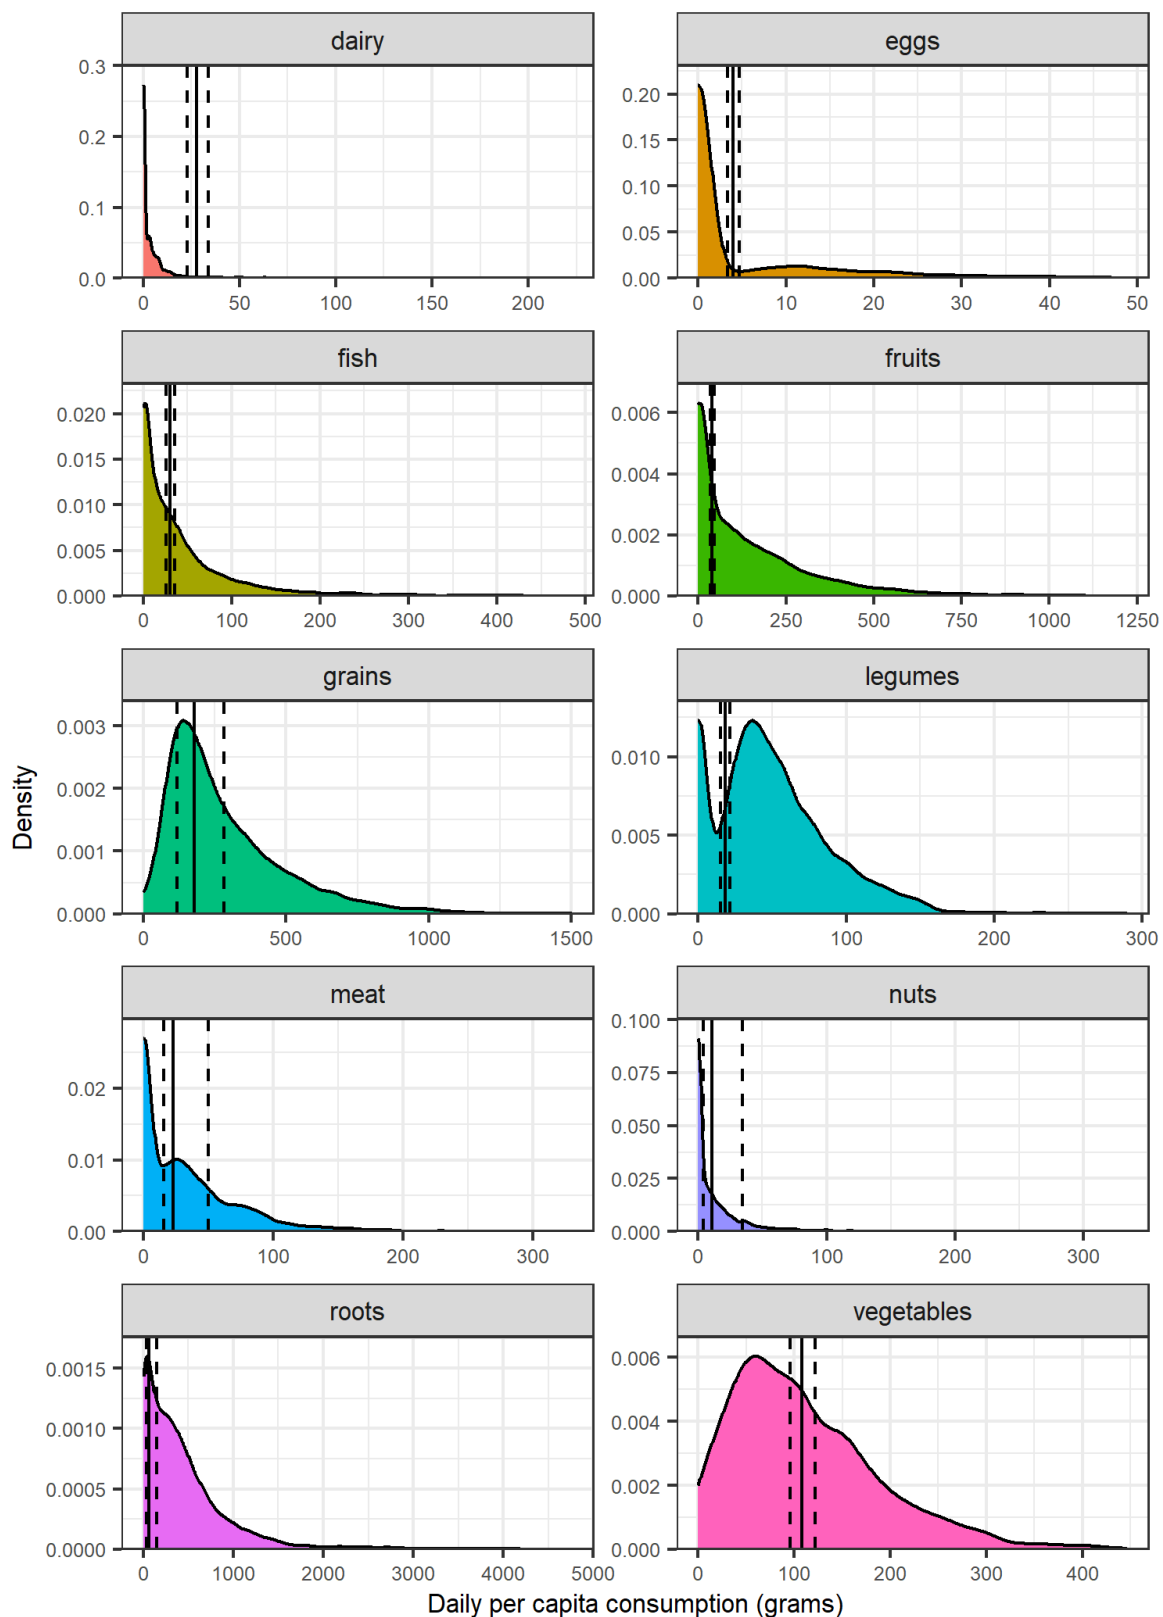 dairy
0.3
0.2
0.1
0.0
0 50 100 150 200
eggs
0.20
0.15
0.10
0.05
0.00
0 10 20 30 40 50
fish
0.020
0.015
0.010
0.005
0.000
0 100 200 300 400 500
fruits
0.006
0.004
0.002
0.000
0 250 500 750 1000 1250
grains
0.003
0.002
0.001
0.000
0 500 1000 1500
legumes
0.010
0.005
0.000
0 100 200 300
meat
0.02
0.01
0.00
0 100 200 300
nuts
0.100
0.075
0.050
0.025
0.000
0 100 200 300
roots
0.0015
0.0010
0.0005
0.0000
0 1000 2000 3000 4000 5000
vegetables
0.006
0.004
0.002
0.000
0 100 200 300 400
Density
Daily per capita consumption (grams)